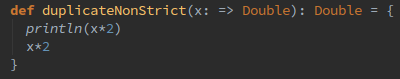 def duplicateNonStrict(x: => Double): Double = {
  println(x*2)
  x*2
}